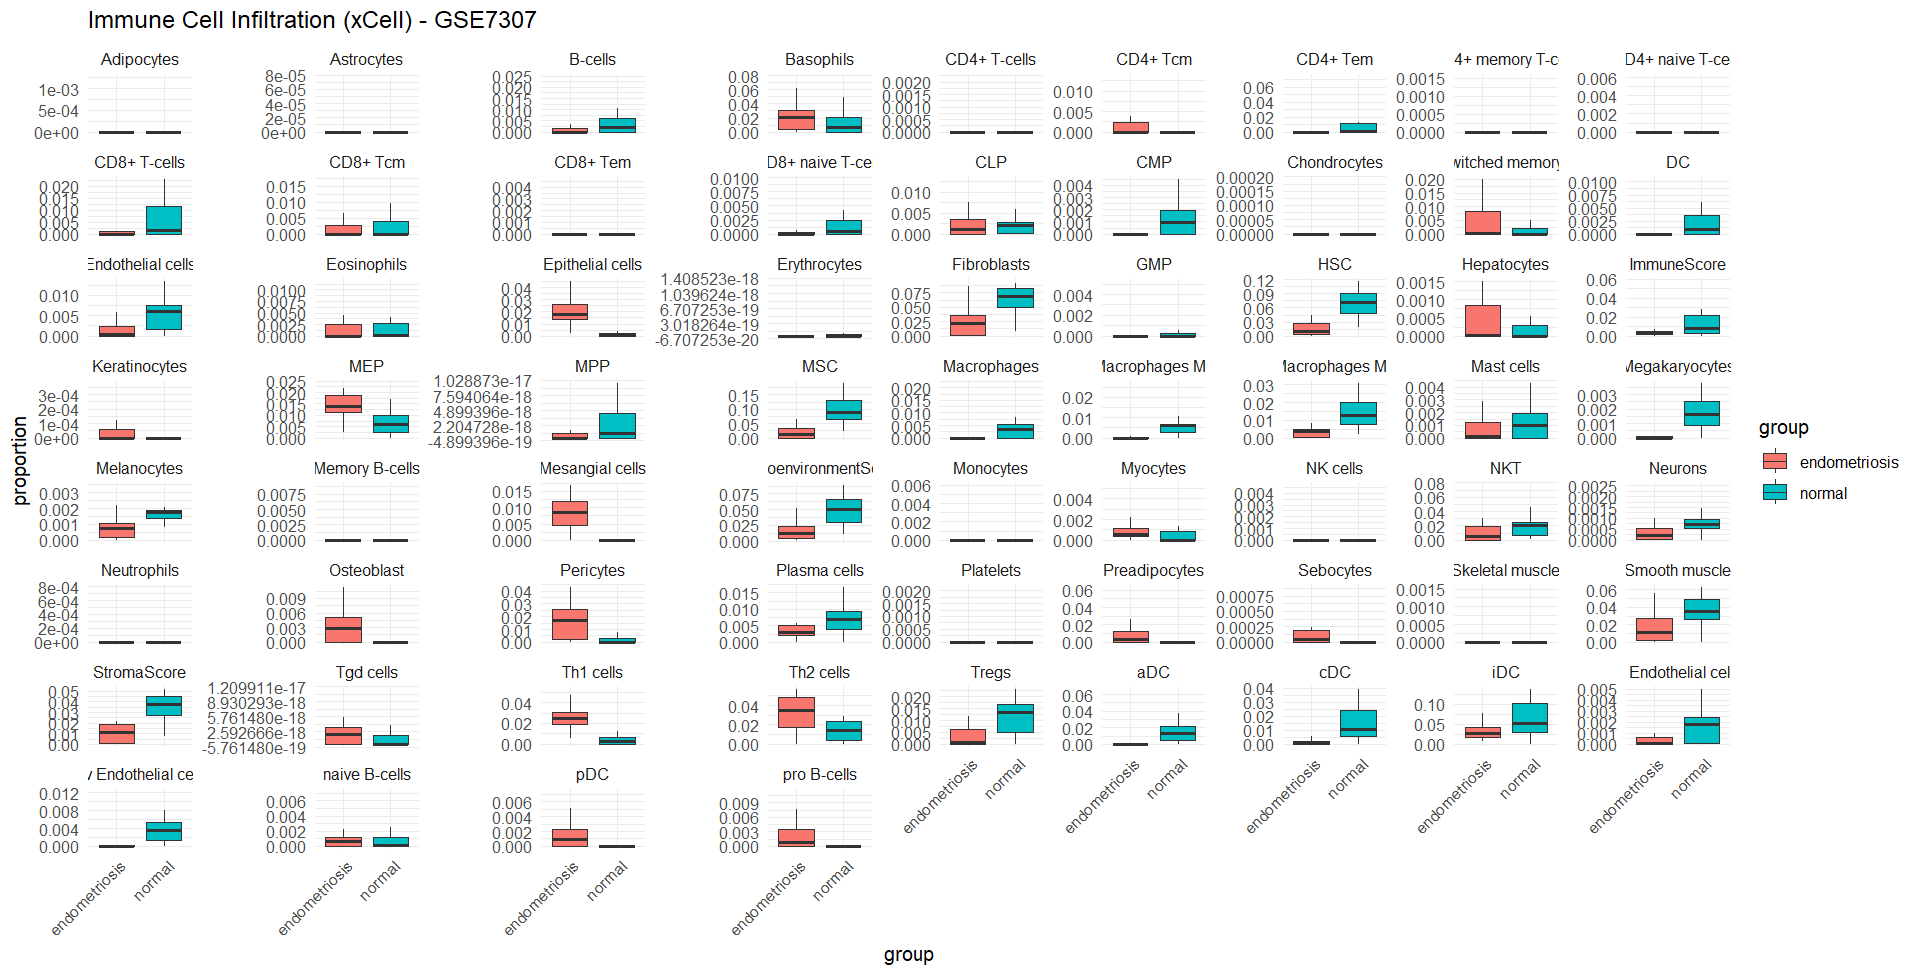 Immune Cell Infiltration (xCell) - GSE7307
Adipocytes
Astrocytes
B-cells
Basophils
CD4+ T-cells
CD4+ Tcm
CD4+ Tem
4+ memory T-ce
D4+ naive T-ce
1e-03
5e-04
0e+00
8e-05
6e-05
4e-05
2e-05
0e+00
0.025
0.020
0.015
0.010
0.005
0.000
0.08
0.06
0.04
0.02
0.00
0.0020
0.0015
0.0010
0.0005
0.0000
0.010
0.005
0.000
0.06
0.04
0.02
0.00
0.0015
0.0010
0.0005
0.0000
0.006
0.004
0.002
0.000
CD8+ T-cells
CD8+ Tcm
CD8+ Tem
D8+ naive T-ce
CLP
CMP
Chondrocytes
witched memory
DC
0.020
0.015
0.010
0.005
0.000
0.015
0.010
0.005
0.000
0.004
0.003
0.002
0.001
0.000
0.0100
0.0075
0.0050
0.0025
0.0000
0.010
0.005
0.000
0.004
0.003
0.002
0.001
0.000
0.00020
0.00015
0.00010
0.00005
0.00000
0.020
0.015
0.010
0.005
0.000
0.0100
0.0075
0.0050
0.0025
0.0000
Endothelial cells
Eosinophils
Epithelial cells
Erythrocytes
Fibroblasts
GMP
HSC
Hepatocytes
ImmuneScore
0.010
0.005
0.000
0.0100
0.0075
0.0050
0.0025
0.0000
0.04
0.03
0.02
0.01
0.00
1.408523e-18
1.039624e-18
6.707253e-19
3.018264e-19
-6.707253e-20
0.075
0.050
0.025
0.000
0.004
0.002
0.000
0.12
0.09
0.06
0.03
0.00
0.0015
0.0010
0.0005
0.0000
0.06
0.04
0.02
0.00
Keratinocytes
MEP
MPP
MSC
Macrophages
Macrophages M
Macrophages M
Mast cells
Megakaryocytes
3e-04
2e-04
1e-04
0e+00
0.025
0.020
0.015
0.010
0.005
0.000
1.028873e-17
7.594064e-18
4.899396e-18
2.204728e-18
-4.899396e-19
0.15
0.10
0.05
0.00
0.020
0.015
0.010
0.005
0.000
0.02
0.01
0.00
0.03
0.02
0.01
0.00
0.004
0.003
0.002
0.001
0.000
0.003
0.002
0.001
0.000
Melanocytes
Memory B-cells
Mesangial cells
oenvironmentSc
Monocytes
Myocytes
NK cells
NKT
Neurons
0.003
0.002
0.001
0.000
0.0075
0.0050
0.0025
0.0000
0.015
0.010
0.005
0.000
0.075
0.050
0.025
0.000
0.006
0.004
0.002
0.000
0.004
0.002
0.000
0.004
0.003
0.002
0.001
0.000
0.08
0.06
0.04
0.02
0.00
0.0025
0.0020
0.0015
0.0010
0.0005
0.0000
Neutrophils
Osteoblast
Pericytes
Plasma cells
Platelets
Preadipocytes
Sebocytes
Skeletal muscle
Smooth muscle
8e-04
6e-04
4e-04
2e-04
0e+00
0.009
0.006
0.003
0.000
0.04
0.03
0.02
0.01
0.00
0.015
0.010
0.005
0.000
0.0020
0.0015
0.0010
0.0005
0.0000
0.06
0.04
0.02
0.00
0.00075
0.00050
0.00025
0.00000
0.0015
0.0010
0.0005
0.0000
0.06
0.04
0.02
0.00
StromaScore
Tgd cells
Th1 cells
Th2 cells
Tregs
aDC
cDC
iDC
Endothelial cel
0.05
0.04
0.03
0.02
0.01
0.00
1.209911e-17
8.930293e-18
5.761480e-18
2.592666e-18
-5.761480e-19
0.04
0.02
0.00
0.04
0.02
0.00
0.020
0.015
0.010
0.005
0.000
0.06
0.04
0.02
0.00
0.04
0.03
0.02
0.01
0.00
0.10
0.05
0.00
0.005
0.004
0.003
0.002
0.001
0.000
v Endothelial ce
naive B-cells
pDC
pro B-cells
0.012
0.008
0.004
0.000
0.006
0.004
0.002
0.000
0.006
0.004
0.002
0.000
0.009
0.006
0.003
0.000
endometriosis
normal
endometriosis
normal
endometriosis
normal
endometriosis
normal
endometriosis
normal
endometriosis
normal
endometriosis
normal
endometriosis
normal
endometriosis
normal
group
proportion
group
endometriosis
normal